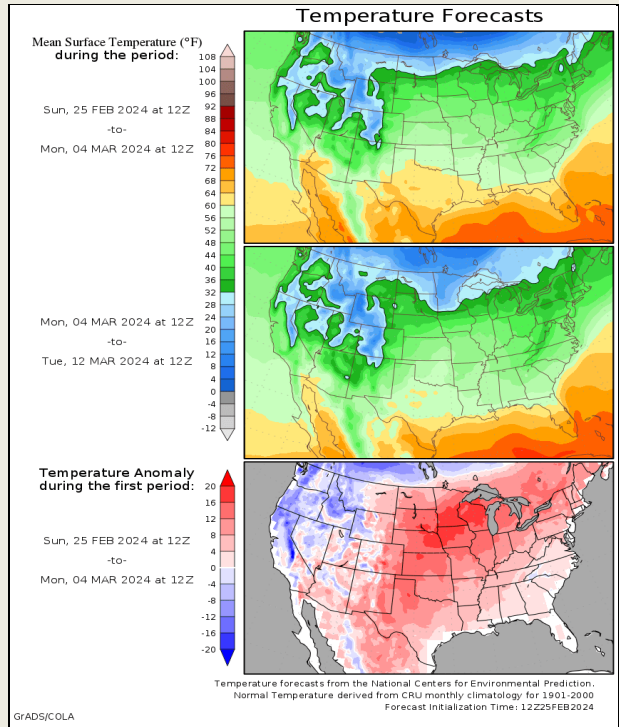 Temperature Forecasts
Mean Surface Temperature (°F)
during the period:
Sun, 25 FEB 2024 at 12Z
-to-
Mon, 04 MAR 2024 at 12Z
108
104
100
96
92
88
84
80
76
72
68
64
60
56
52
48
44
40
36
32
28
24
20
16
12
8
4
0
-4
-8
-12
Mon, 04 MAR 2024 at 12Z
-to-
Tue, 12 MAR 2024 at 12Z
Temperature Anomaly
during the first period:
Sun, 25 FEB 2024 at 12Z
-to-
Mon, 04 MAR 2024 at 12Z
20
16
12
8
4
0
-4
-8
-12
-16
-20
Temperature forecasts from the National Centers for Environmental Prediction.
Normal Temperature derived from CRU monthly climatology for 1901-2000
Forecast Initialization Time: 12Z25FEB2024
GrADS/COLA